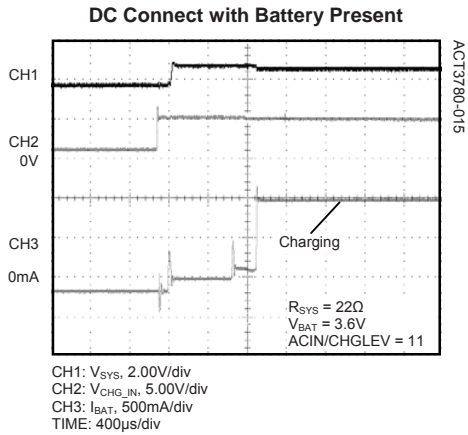 DC Connect with Battery Present
CH1
CH2
0V
CH3
0mA
Charging
RSYS = 22Ω
VBAT = 3.6V
ACIN/CHGLEV = 11
ACT3780-015
CH1: VSYS, 2.00V/div
CH2: VCHG_IN, 5.00V/div
CH3: IBAT, 500mA/div
TIME: 400µs/div